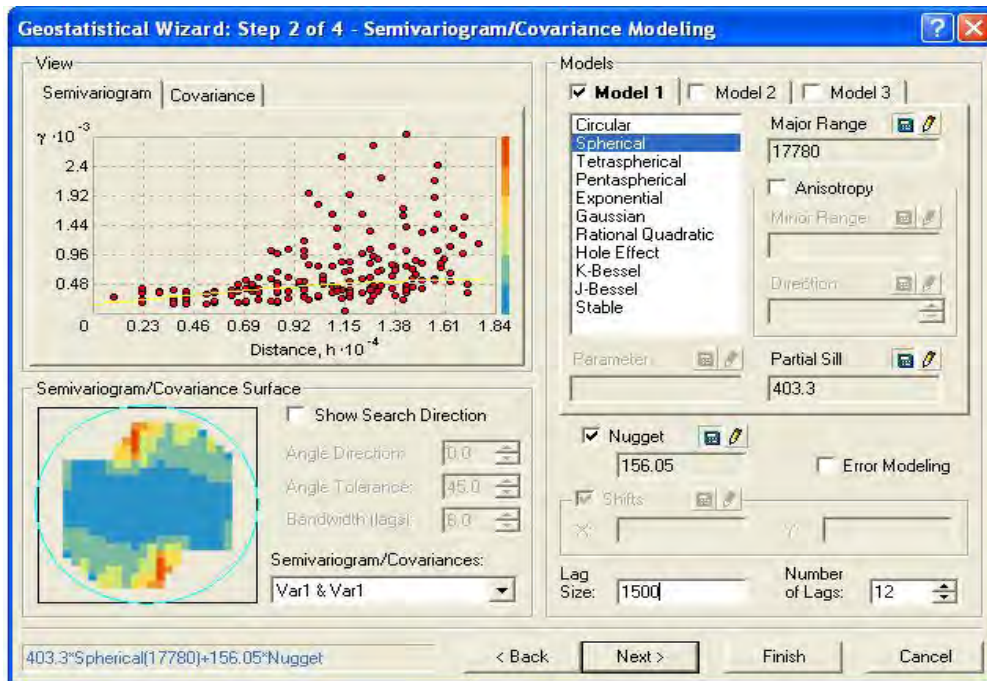 Geostatistical Wizard: Step 2 of 4 - Semivariogram/Covariance Modeling
View
Semivariogram
Covariance
γ ·10⁻³
2.4
1.92
1.44
0.96
0.48
0 0.23 0.46 0.69 0.92 1.15 1.38 1.61 1.84
Distance, h ·10⁻⁴
Semivariogram/Covariance Surface
Show Search Direction
Angle Direction: 0.0
Angle Tolerance: 45.0
Bandwidth (lags): 6.0
Semivariogram/Covariances:
Var1 & Var1
Models
Model 1
Model 2
Model 3
Circular
Spherical
Tetraspherical
Pentaspherical
Exponential
Gaussian
Rational Quadratic
Hole Effect
K-Bessel
J-Bessel
Stable
Major Range
17780
Anisotropy
Minor Range
Direction
Parameter
Partial Sill
403.3
Nugget
156.05
Error Modeling
Shifts
X: Y:
Lag Size: 1500
Number of Lags: 12
403.3*Spherical(17780)+156.05*Nugget
< Back Next > Finish Cancel